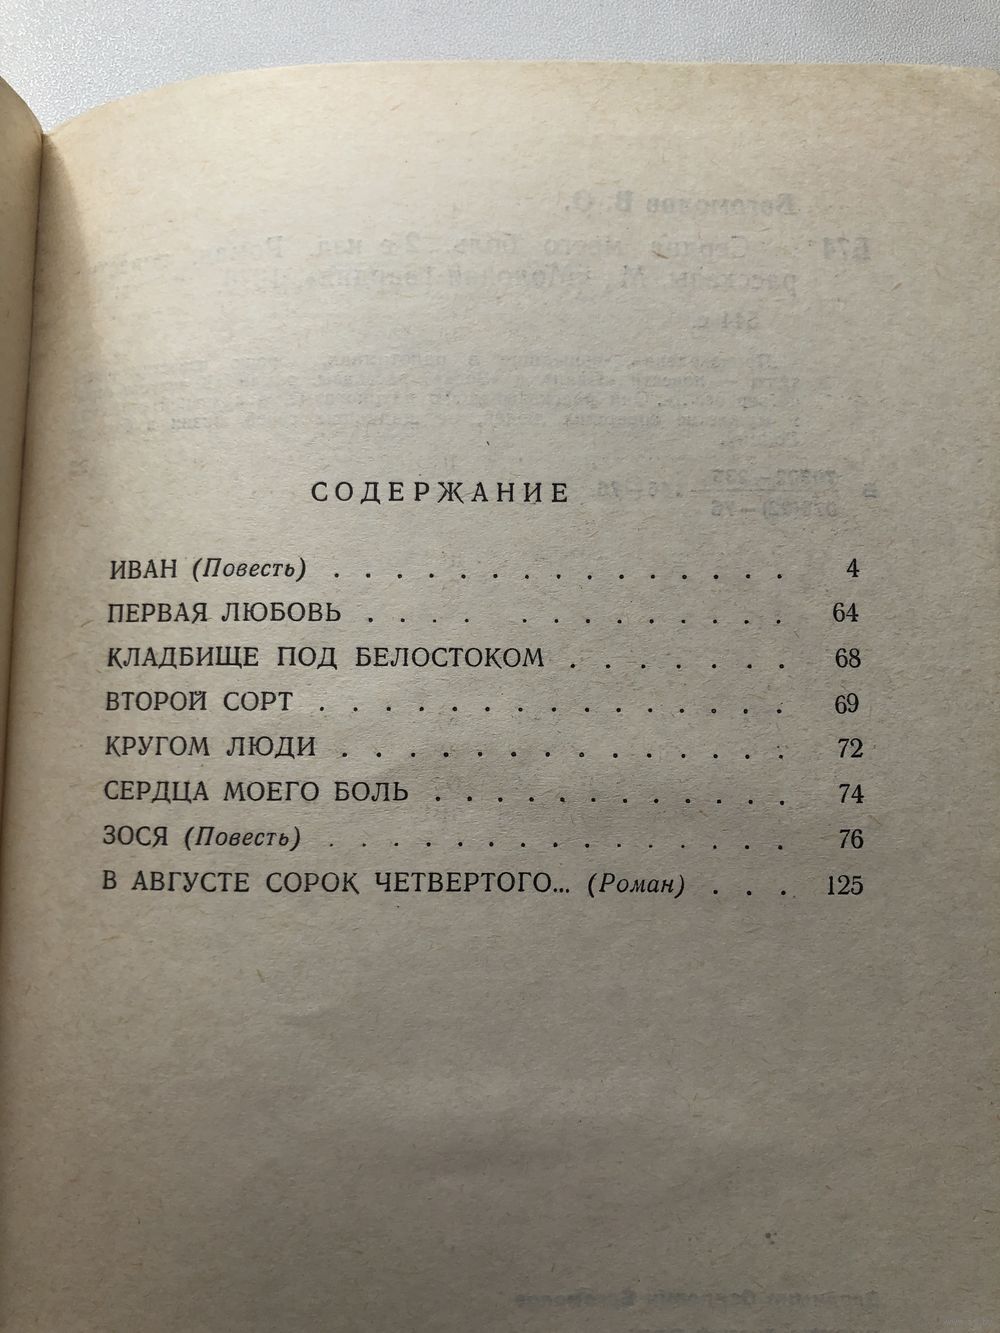 СОДЕРЖАНИЕ
ИВАН (Повесть) . . . . . . . . . . . . . . . 4
ПЕРВАЯ ЛЮБОВЬ . . . . . . . . . . . . . 64
КЛАДБИЩЕ ПОД БЕЛОСТОКОМ . . . . . . . 68
ВТОРОЙ СОРТ . . . . . . . . . . . . . . . 69
КРУГОМ ЛЮДИ . . . . . . . . . . . . . . 72
СЕРДЦА МОЕГО БОЛЬ . . . . . . . . . . . . 74
ЗОСЯ (Повесть) . . . . . . . . . . . . . . . 76
В АВГУСТЕ СОРОК ЧЕТВЕРТОГО... (Роман) . . . 125